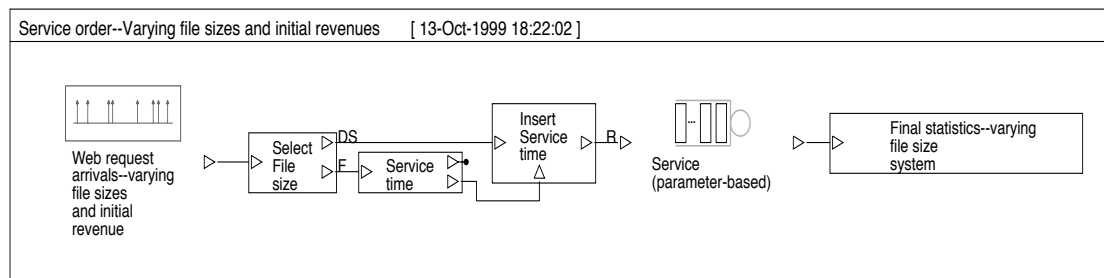 Service order--Varying file sizes and initial revenues [ 13-Oct-1999 18:22:02 ]
Web request
arrivals--varying
file sizes
and initial
revenue
Select
File
size
DS
F
Service
time
Insert
Service
time
R
...
Service
(parameter-based)
Final statistics--varying
file size
system